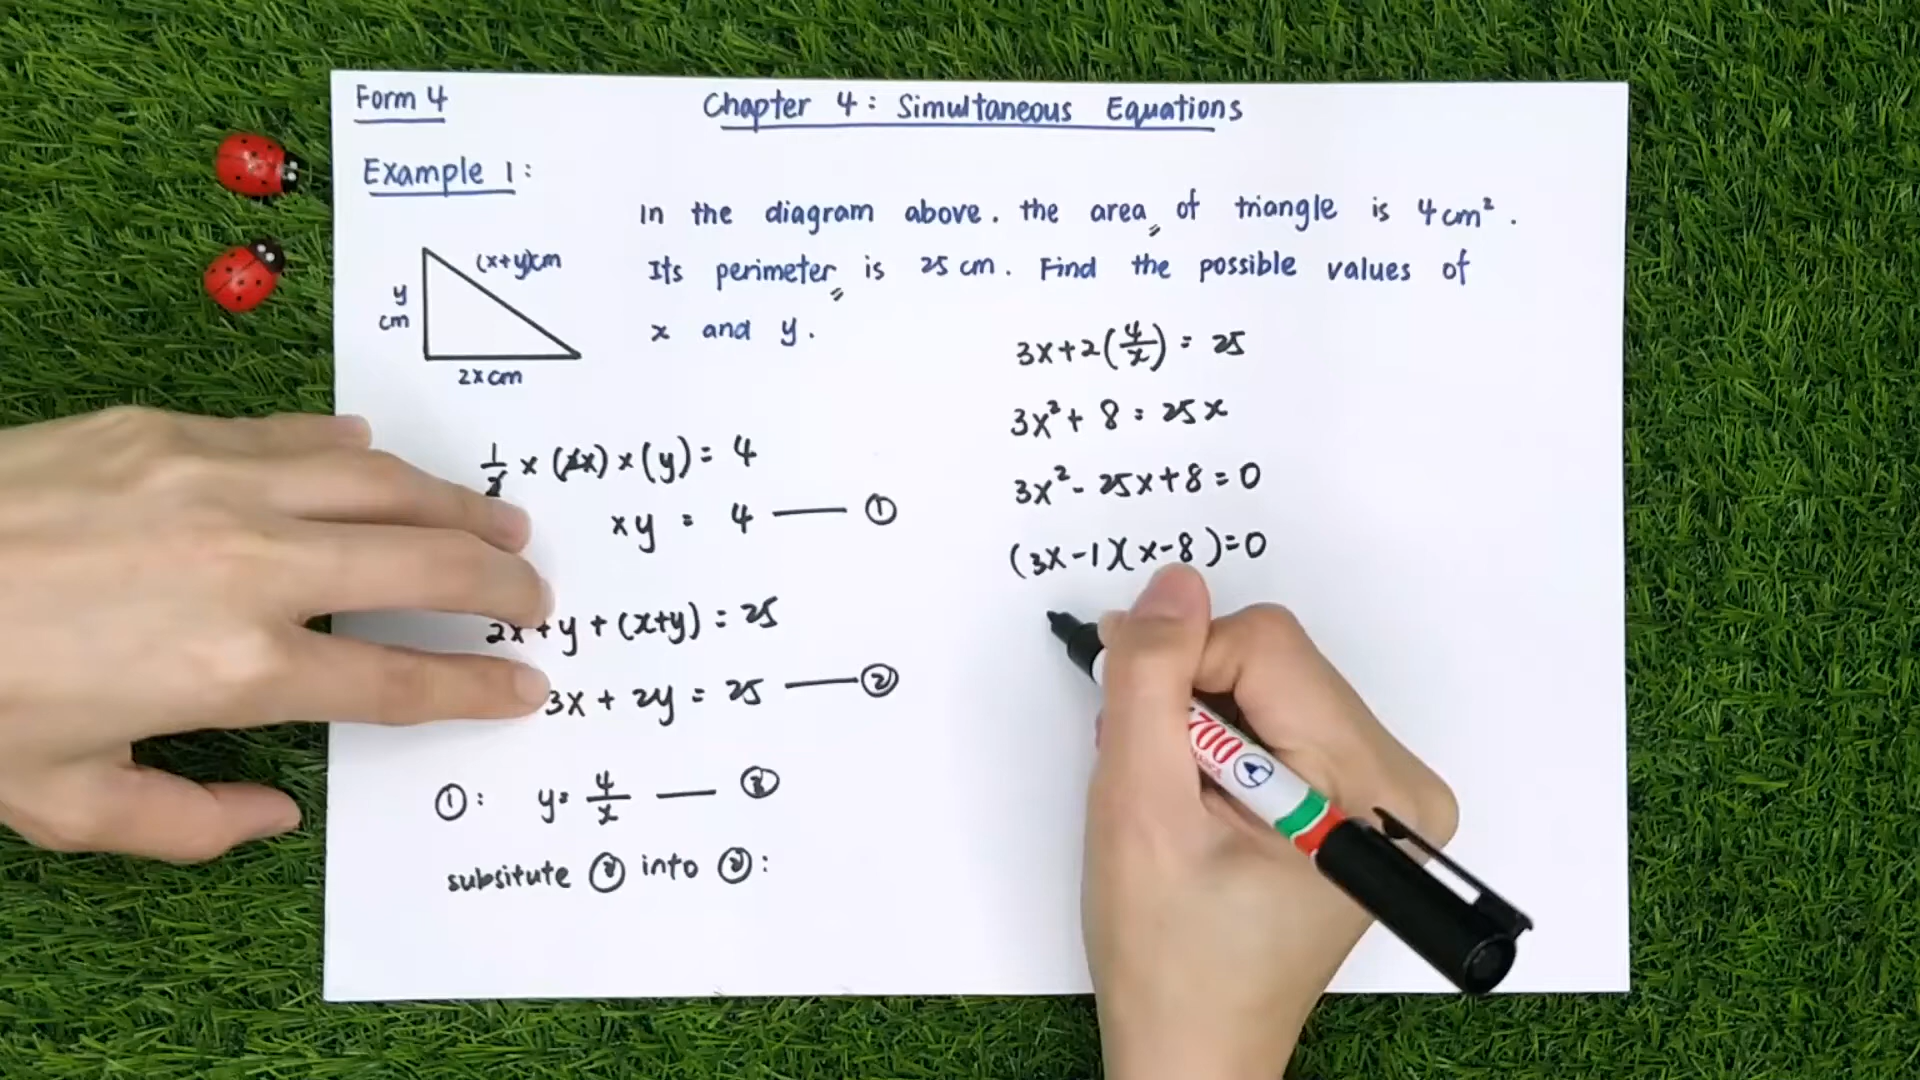 Form 4
Chapter 4: Simultaneous Equations
Example 1:
In the diagram above. the area of triangle is 4cm².
Its perimeter is 25 cm. Find the possible values of
x and y.
(x+y)cm
y
cm
2x cm
1/2 x (2x) x (y) = 4
xy = 4 —— ①
2x + y + (x+y) = 25
3x + 2y = 25 —— ②
①: y = 4/x —— ③
subsitute ③ into ②:
3x+2(4/x) = 25
3x² + 8 = 25x
3x² - 25x + 8 = 0
(3x-1)(x-8)=0
700